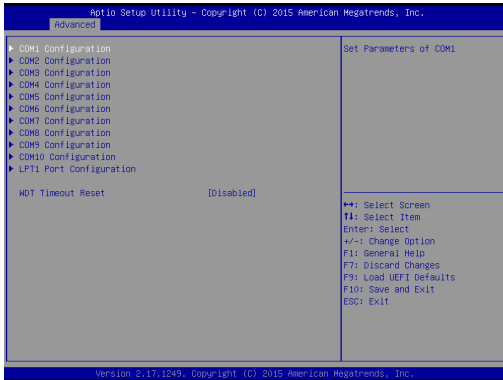 Aptio Setup Utility – Copyright (C) 2015 American Megatrends, Inc.
Advanced
COM1 Configuration
COM2 Configuration
COM3 Configuration
COM4 Configuration
COM5 Configuration
COM6 Configuration
COM7 Configuration
COM8 Configuration
COM9 Configuration
COM10 Configuration
LPT1 Port Configuration
WDT Timeout Reset [Disabled]
Set Parameters of COM1
↔: Select Screen
↑↓: Select Item
Enter: Select
+/-: Change Option
F1: General Help
F7: Discard Changes
F9: Load UEFI Defaults
F10: Save and Exit
ESC: Exit
Version 2.17.1249. Copyright (C) 2015 American Megatrends, Inc.